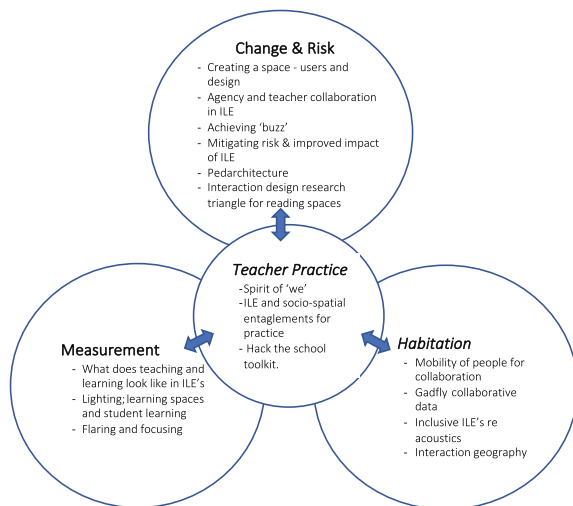 Change & Risk
- Creating a space - users and
design
- Agency and teacher collaboration
in ILE
- Achieving ‘buzz’
- Mitigating risk & improved impact
of ILE
- Pedarchitecture
- Interaction design research
triangle for reading spaces
Teacher Practice
-Spirit of ‘we’
-ILE and socio-spatial
entaglements for
practice
- Hack the school
toolkit.
Measurement
- What does teaching and
learning look like in ILE’s
- Lighting; learning spaces
and student learning
- Flaring and focusing
Habitation
- Mobility of people for
collaboration
- Gadfly collaborative
data
- Inclusive ILE’s re
acoustics
- Interaction geography